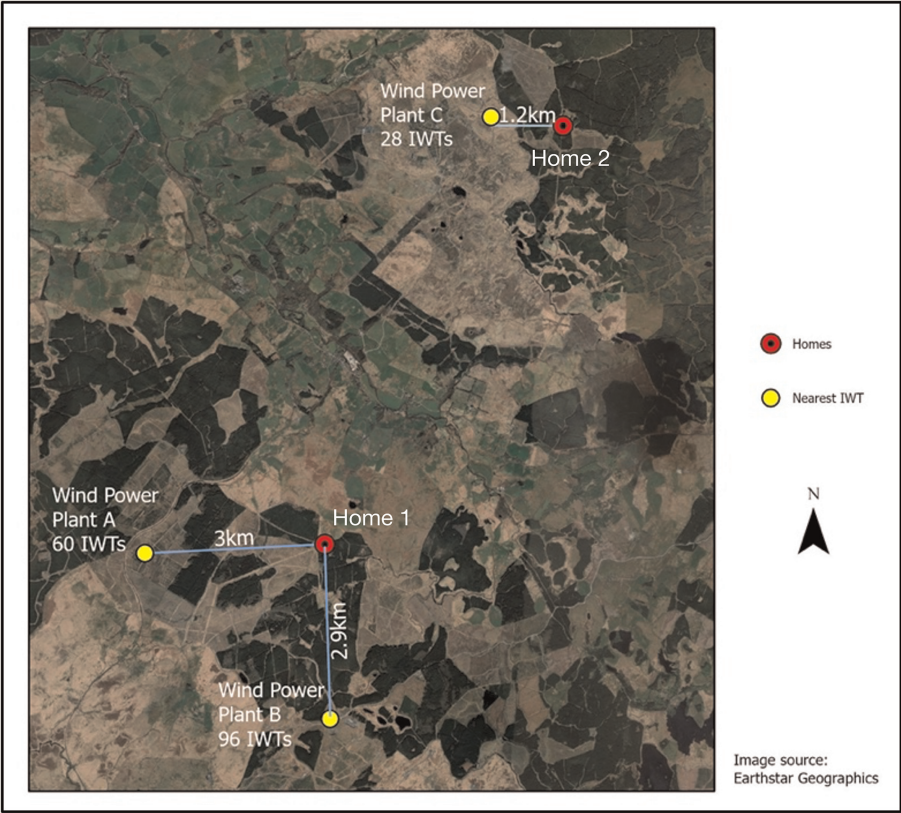 Wind Power
Plant C
28 IWTs
1.2km
Home 2
Homes
Nearest IWT
N
Wind Power
Plant A
60 IWTs
3km
Home 1
2.9km
Wind Power
Plant B
96 IWTs
Image source:
Earthstar Geographics